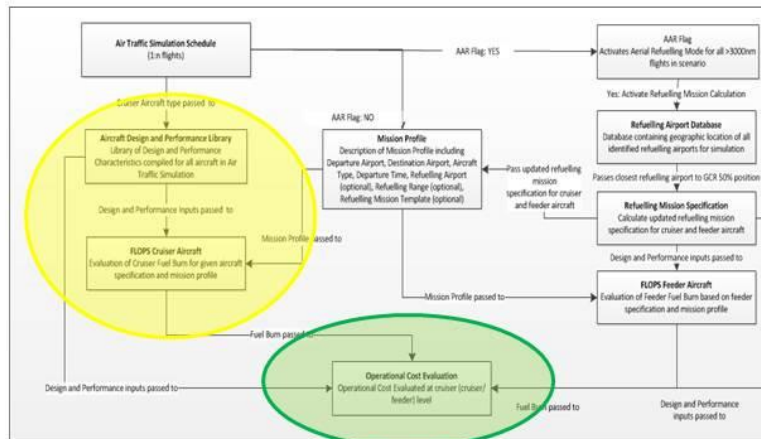 Air Traffic Simulation Schedule
(1:n flights)
AAR Flag: YES
AAR Flag
Activates Aerial Refuelling Mode for all >3000nm
flights in scenario
Cruiser Aircraft type passed to
AAR Flag: NO
Yes: Activate Refuelling Mission Calculation
Aircraft Design and Performance Library
Library of Design and Performance
Characteristics compiled for all aircraft in Air
Traffic Simulation
Mission Profile
Description of Mission Profile including
Departure Airport, Destination Airport, Aircraft
Type, Departure Time, Refuelling Airport
(optional), Refuelling Range (optional),
Refuelling Mission Template (optional)
Refuelling Airport Database
Database containing geographic location of all
identified refuelling airports for simulation
Pass updated refuelling
mission
specification for cruiser
and feeder aircraft
Passes closest refuelling airport to GCR 50% position
Design and Performance Inputs passed to
Refuelling Mission Specification
Calculate updated refuelling mission
specification for cruiser and feeder aircraft
FLOPS Cruiser Aircraft
Evaluation of Cruiser Fuel Burn for given aircraft
specification and mission profile
Mission Profile passed to
Design and Performance inputs passed to
FLOPS Feeder Aircraft
Evaluation of Feeder Fuel Burn based on feeder
specification and mission profile
Mission Profile passed to
Fuel Burn passed to
Operational Cost Evaluation
Operational Cost Evaluated at cruiser (cruiser/
feeder) level
Design and Performance inputs passed to
Fuel Burn passed to
Design and Performance
inputs passed to